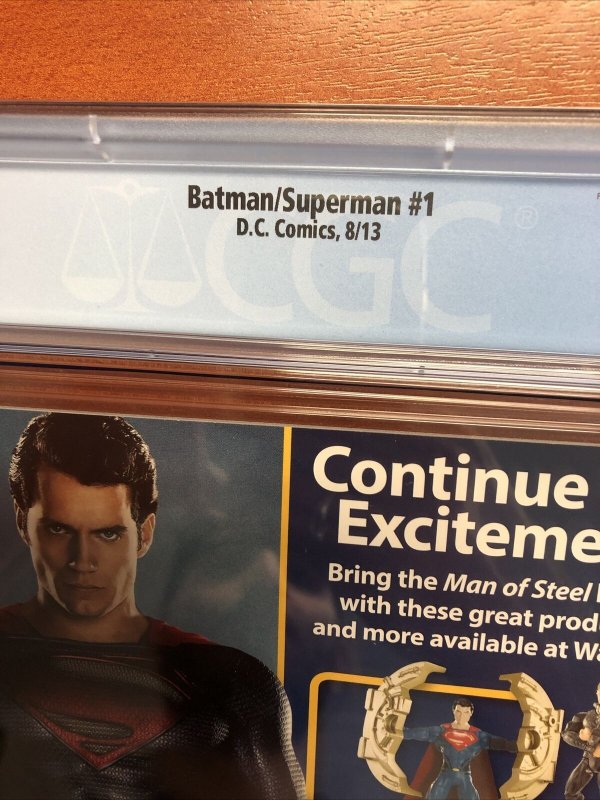 Batman/Superman #1
D.C. Comics, 8/13
CGC®
Continue
Exciteme
Bring the Man of Steel
with these great prod
and more available at Wa